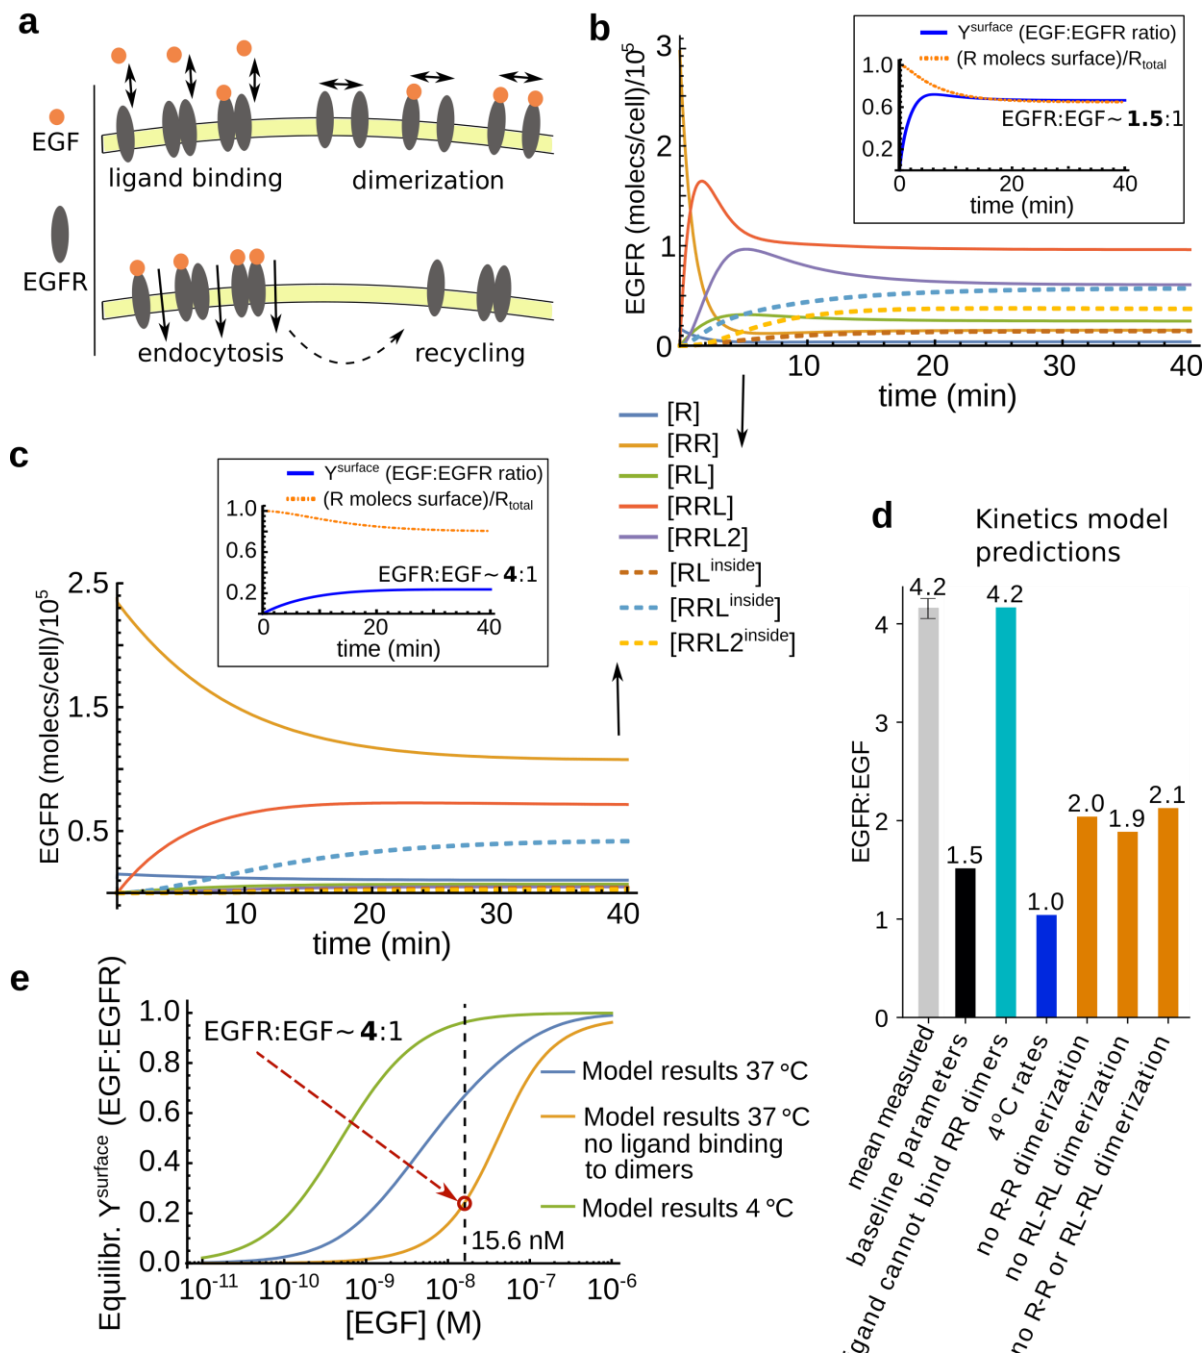 a
EGF
EGFR
ligand binding
dimerization
endocytosis
recycling
b
EGFR (molecs/cell)/10⁵
3
2
1
0
10
20
30
40
time (min)
Y^surface (EGF:EGFR ratio)
(R molecs surface)/R_total
1.0
0.6
0.2
EGFR:EGF~ 1.5:1
0
20
40
time (min)
[R]
[RR]
[RL]
[RRL]
[RRL2]
[RL^inside]
[RRL^inside]
[RRL2^inside]
c
Y^surface (EGF:EGFR ratio)
(R molecs surface)/R_total
1.0
0.6
0.2
EGFR:EGF~ 4:1
0
20
40
time (min)
EGFR (molecs/cell)/10⁵
2.5
1.5
0.5
10
20
30
40
time (min)
d
Kinetics model
predictions
EGFR:EGF
4
3
2
1
0
4.2
1.5
4.2
1.0
2.0
1.9
2.1
mean measured
baseline parameters
ligand cannot bind RR dimers
4°C rates
no R-R dimerization
no RL-RL dimerization
no R-R or RL-RL dimerization
e
Equilibr. Y^surface (EGF:EGFR)
1.0
0.8
0.6
0.4
0.2
0.0
EGFR:EGF~ 4:1
15.6 nM
Model results 37 °C
Model results 37 °C
no ligand binding
to dimers
Model results 4 °C
10⁻¹¹
10⁻¹⁰
10⁻⁹
10⁻⁸
10⁻⁷
10⁻⁶
[EGF] (M)